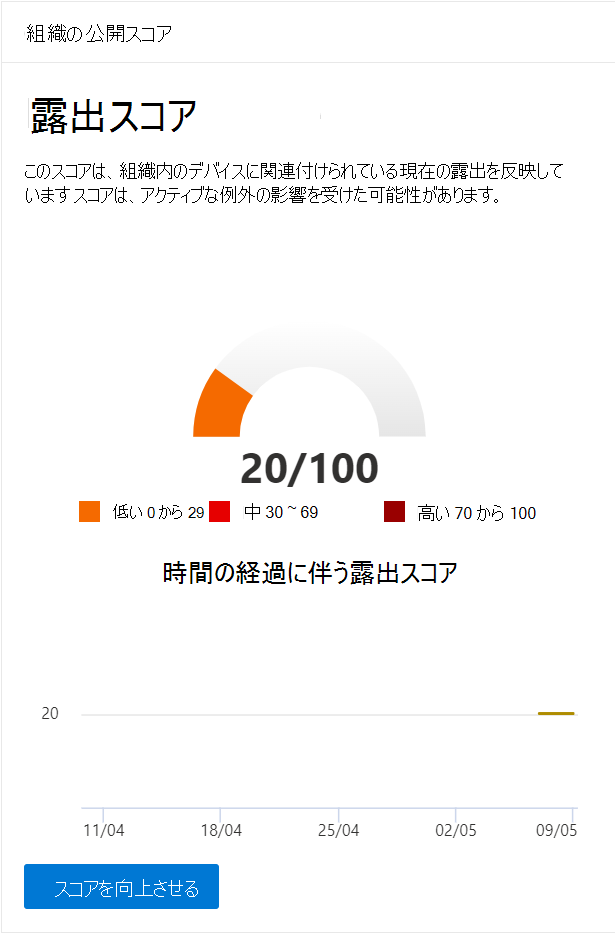 組織の公開スコア
露出スコア
このスコアは、組織内のデバイスに関連付けられている現在の露出を反映して
います スコアは、アクティブな例外の影響を受けた可能性があります。
20/100
低い 0 から 29 中 30 ~ 69 高い 70 から 100
時間の経過に伴う露出スコア
20
11/04 18/04 25/04 02/05 09/05
スコアを向上させる